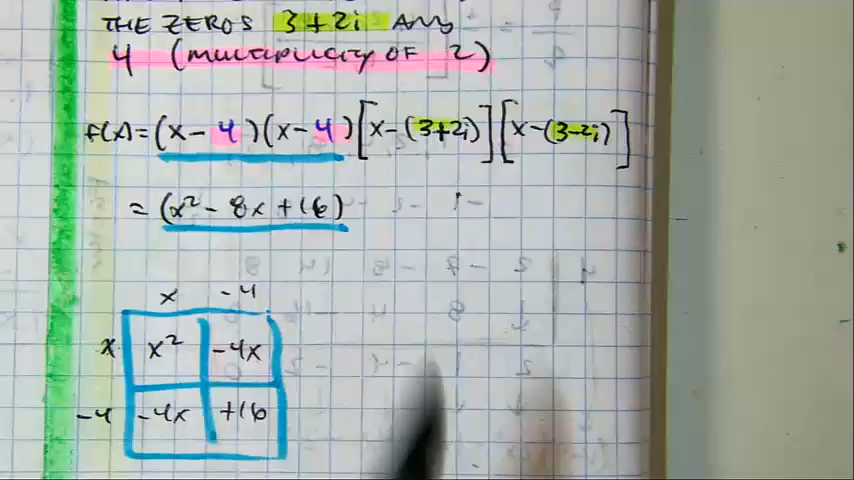 THE ZEROS 3+2i AND
4 (multiplicity OF 2)
f(x) = (x - 4)(x - 4)[x - (3+2i)][x - (3-2i)]
= (x² - 8x + 16)
x -4
x x² -4x
-4 -4x +16